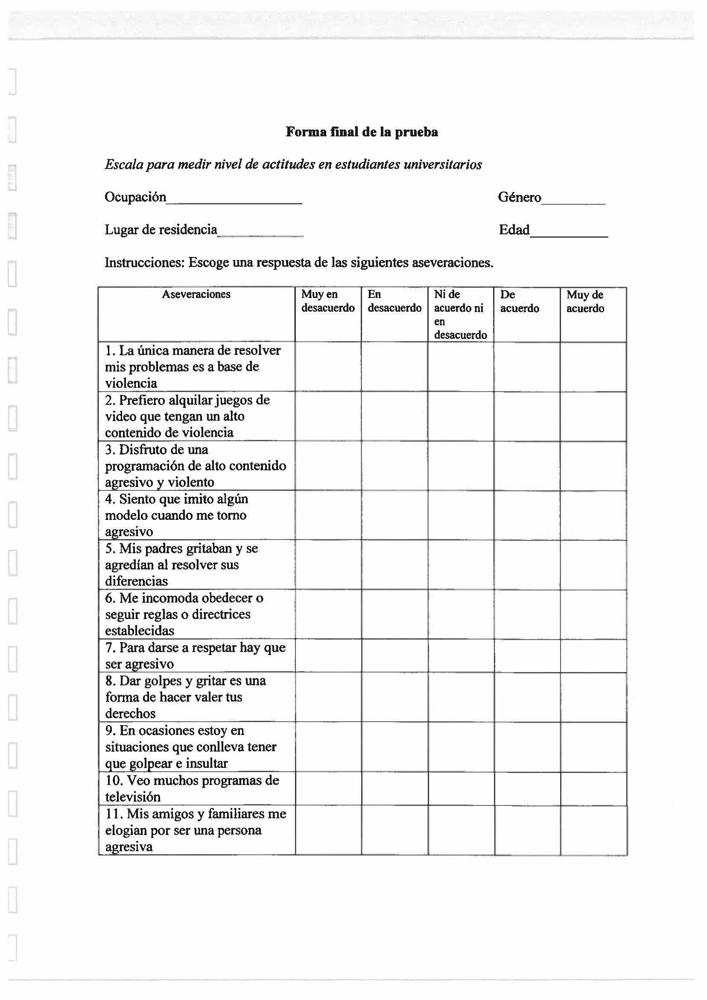 Forma final de la prueba
Escala para medir nivel de actitudes en estudiantes universitarios
Ocupación____________________ Género__________
Lugar de residencia_____________ Edad____________
Instrucciones: Escoge una respuesta de las siguientes aseveraciones.
Aseveraciones
Muy en
desacuerdo
En
desacuerdo
Ni de
acuerdo ni
en
desacuerdo
De
acuerdo
Muy de
acuerdo
1. La única manera de resolver
mis problemas es a base de
violencia
2. Prefiero alquilar juegos de
video que tengan un alto
contenido de violencia
3. Disfruto de una
programación de alto contenido
agresivo y violento
4. Siento que imito algún
modelo cuando me torno
agresivo
5. Mis padres gritaban y se
agredían al resolver sus
diferencias
6. Me incomoda obedecer o
seguir reglas o directrices
establecidas
7. Para darse a respetar hay que
ser agresivo
8. Dar golpes y gritar es una
forma de hacer valer tus
derechos
9. En ocasiones estoy en
situaciones que conlleva tener
que golpear e insultar
10. Veo muchos programas de
televisión
11. Mis amigos y familiares me
elogian por ser una persona
agresiva